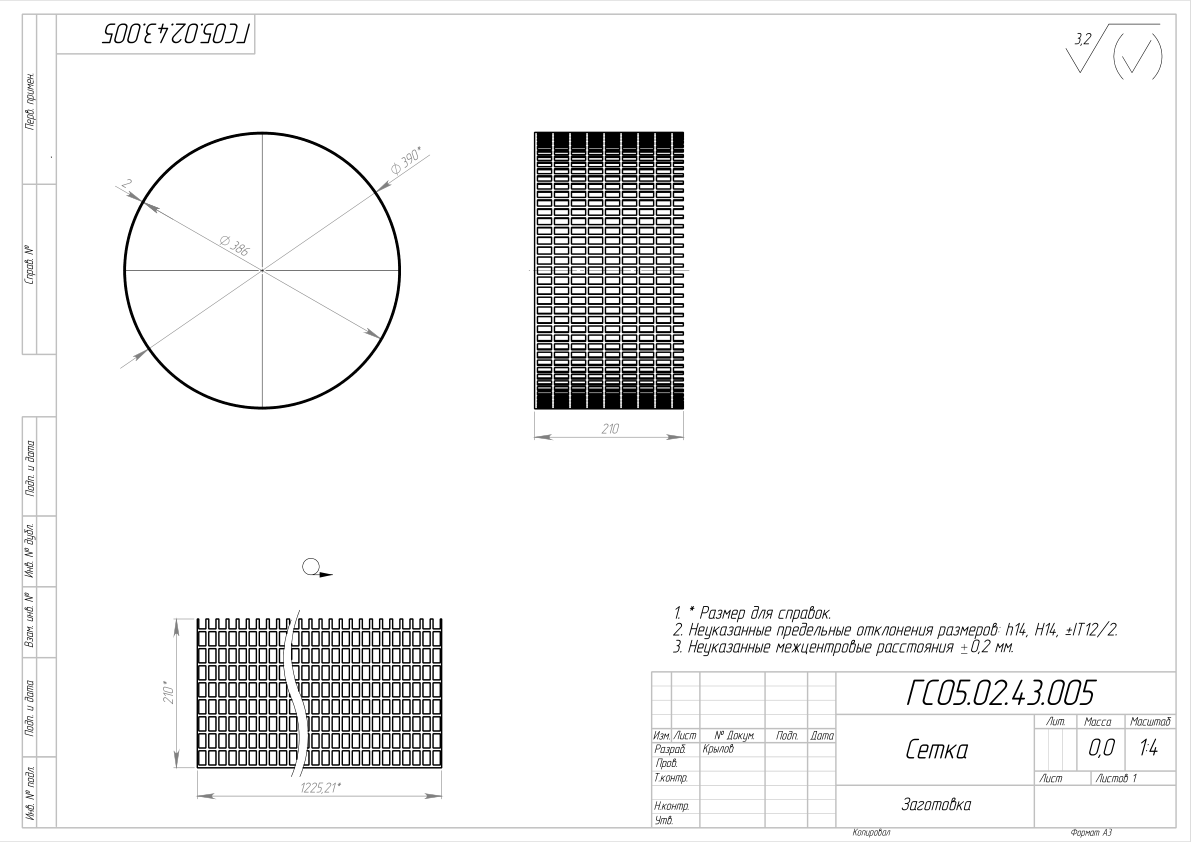 ГС05.02.43.005
3,2
Перв. примен.
Справ. №
Ø 390*
2
Ø 386
210
Подп. и дата
Инв. № дубл.
Взам. инв. №
Подп. и дата
Инв. № подл.
210*
1225,21*
1. * Размер для справок.
2. Неуказанные предельные отклонения размеров: h14, H14, ±IT12/2.
3. Неуказанные межцентровые расстояния ±0,2 мм.
ГС05.02.43.005
Изм. Лист № Докум. Подп. Дата
Разраб. Крылов
Пров.
Т.контр.
Н.контр.
Утв.
Сетка
Лит. Масса Масштаб
0,0 1:4
Лист Листов 1
Заготовка
Копировал Формат А3